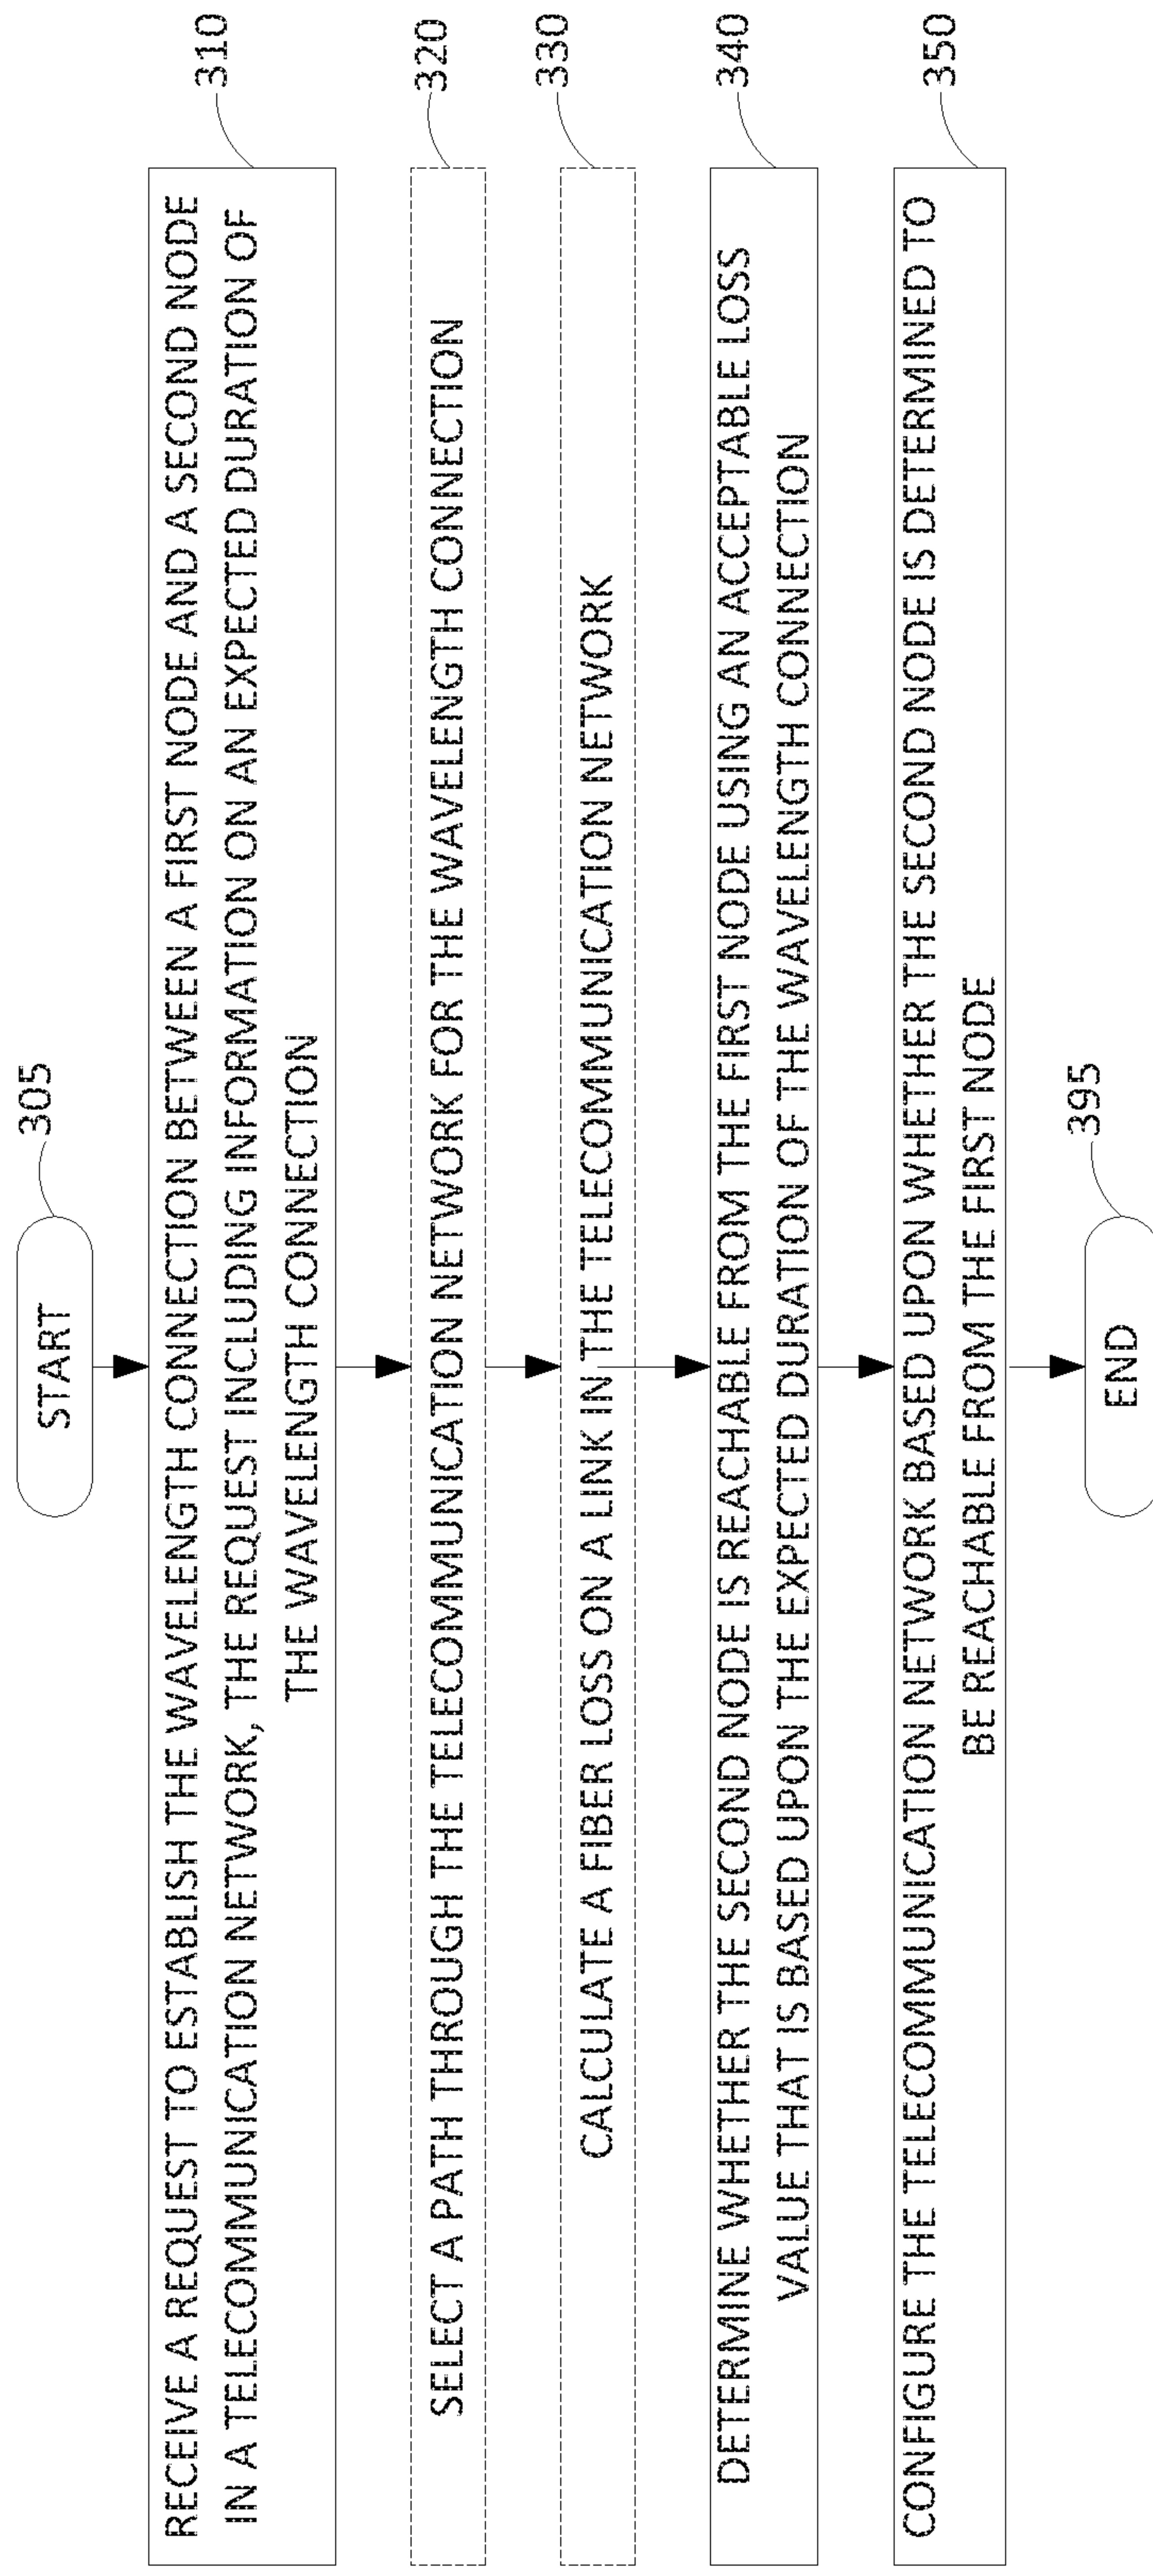 305
START
310
RECEIVE A REQUEST TO ESTABLISH THE WAVELENGTH CONNECTION BETWEEN A FIRST NODE AND A SECOND NODE
IN A TELECOMMUNICATION NETWORK, THE REQUEST INCLUDING INFORMATION ON AN EXPECTED DURATION OF
THE WAVELENGTH CONNECTION
320
SELECT A PATH THROUGH THE TELECOMMUNICATION NETWORK FOR THE WAVELENGTH CONNECTION
330
CALCULATE A FIBER LOSS ON A LINK IN THE TELECOMMUNICATION NETWORK
340
DETERMINE WHETHER THE SECOND NODE IS REACHABLE FROM THE FIRST NODE USING AN ACCEPTABLE LOSS
VALUE THAT IS BASED UPON THE EXPECTED DURATION OF THE WAVELENGTH CONNECTION
350
CONFIGURE THE TELECOMMUNICATION NETWORK BASED UPON WHETHER THE SECOND NODE IS DETERMINED TO
BE REACHABLE FROM THE FIRST NODE
395
END